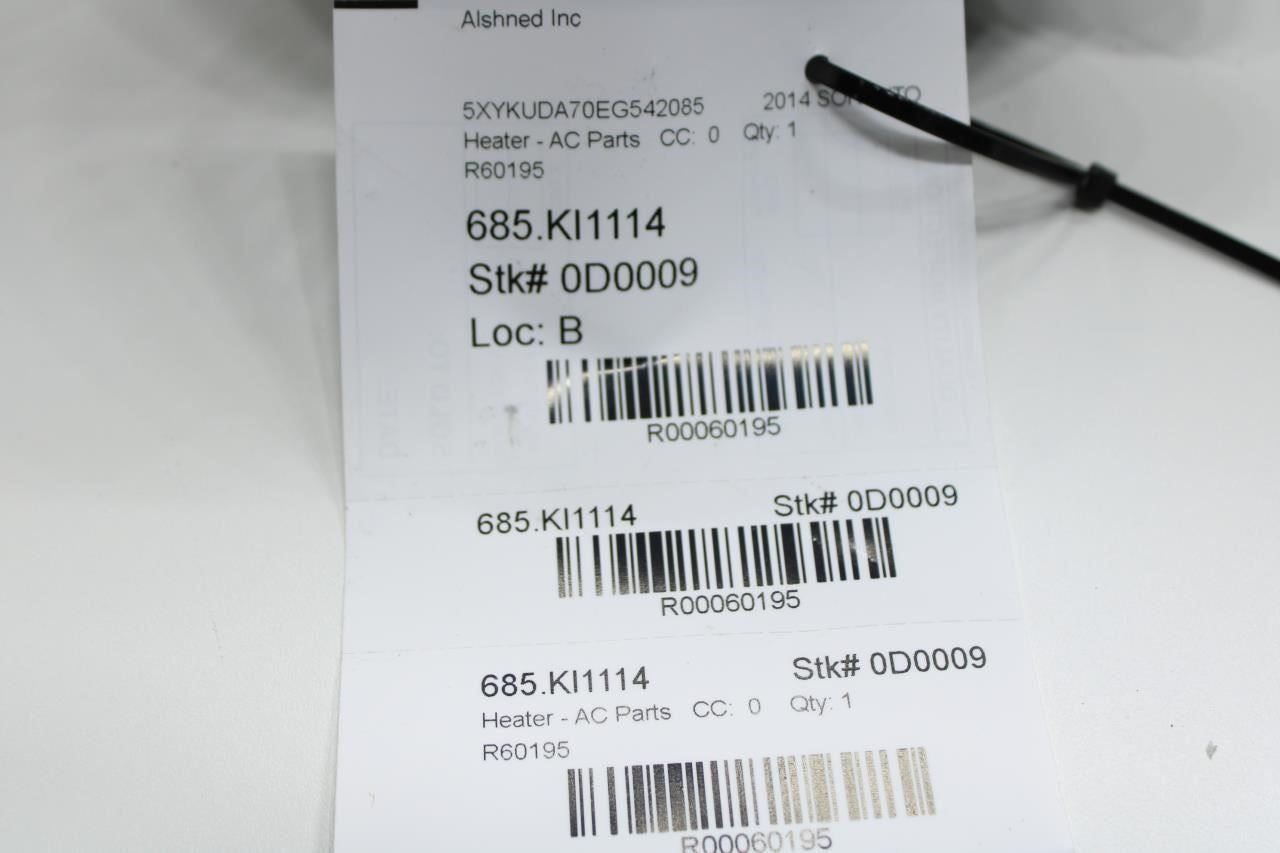 Alshned Inc
5XYKUDA70EG542085 2014
Heater - AC Parts CC: 0 Qty: 1
R60195
685.KI1114
Stk# 0D0009
Loc: B
R00060195
685.KI1114 Stk# 0D0009
R00060195
685.KI1114 Stk# 0D0009
Heater - AC Parts CC: 0 Qty: 1
R60195
R00060195